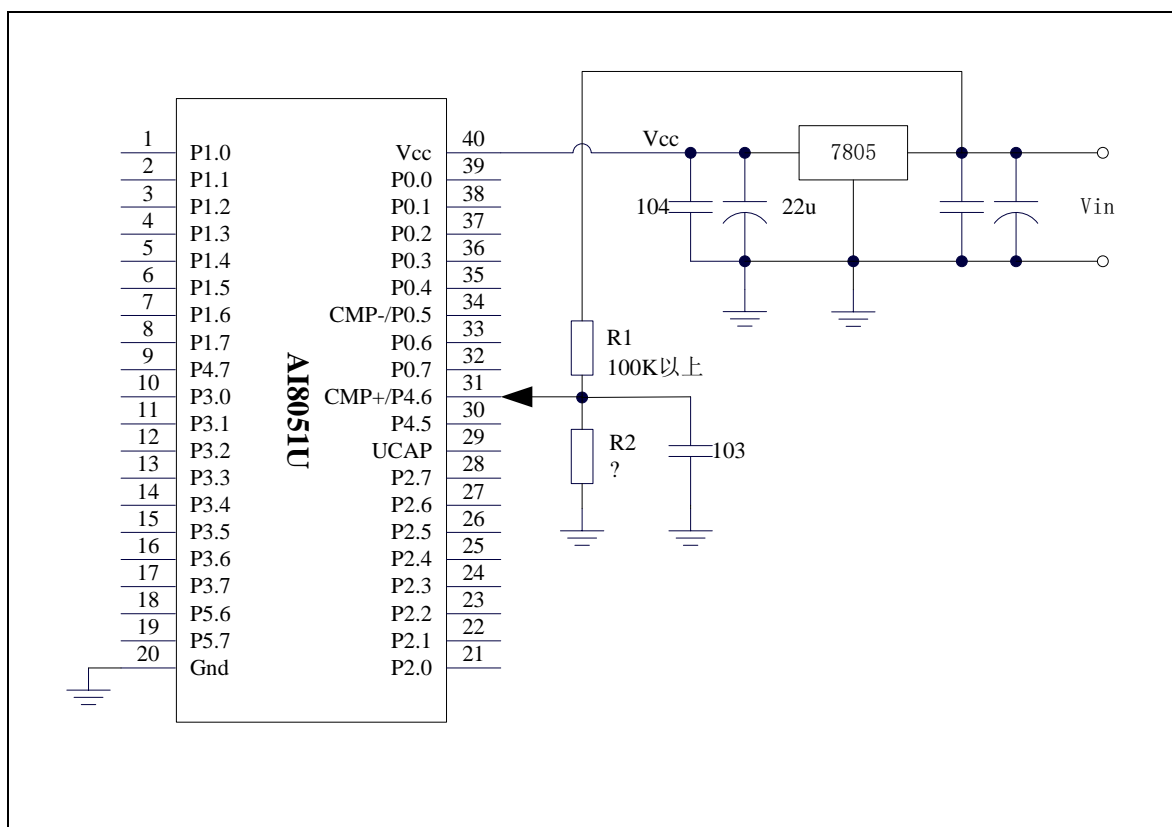 1 P1.0
2 P1.1
3 P1.2
4 P1.3
5 P1.4
6 P1.5
7 P1.6
8 P1.7
9 P4.7
10 P3.0
11 P3.1
12 P3.2
13 P3.3
14 P3.4
15 P3.5
16 P3.6
17 P3.7
18 P5.6
19 P5.7
20 Gnd
AI8051U
Vcc 40
P0.0 39
P0.1 38
P0.2 37
P0.3 36
P0.4 35
CMP-/P0.5 34
P0.6 33
P0.7 32
CMP+/P4.6 31
P4.5 30
UCAP 29
P2.7 28
P2.6 27
P2.5 26
P2.4 25
P2.3 24
P2.2 23
P2.1 22
P2.0 21
Vcc
7805
104
22u
Vin
R1
100K以上
R2
?
103